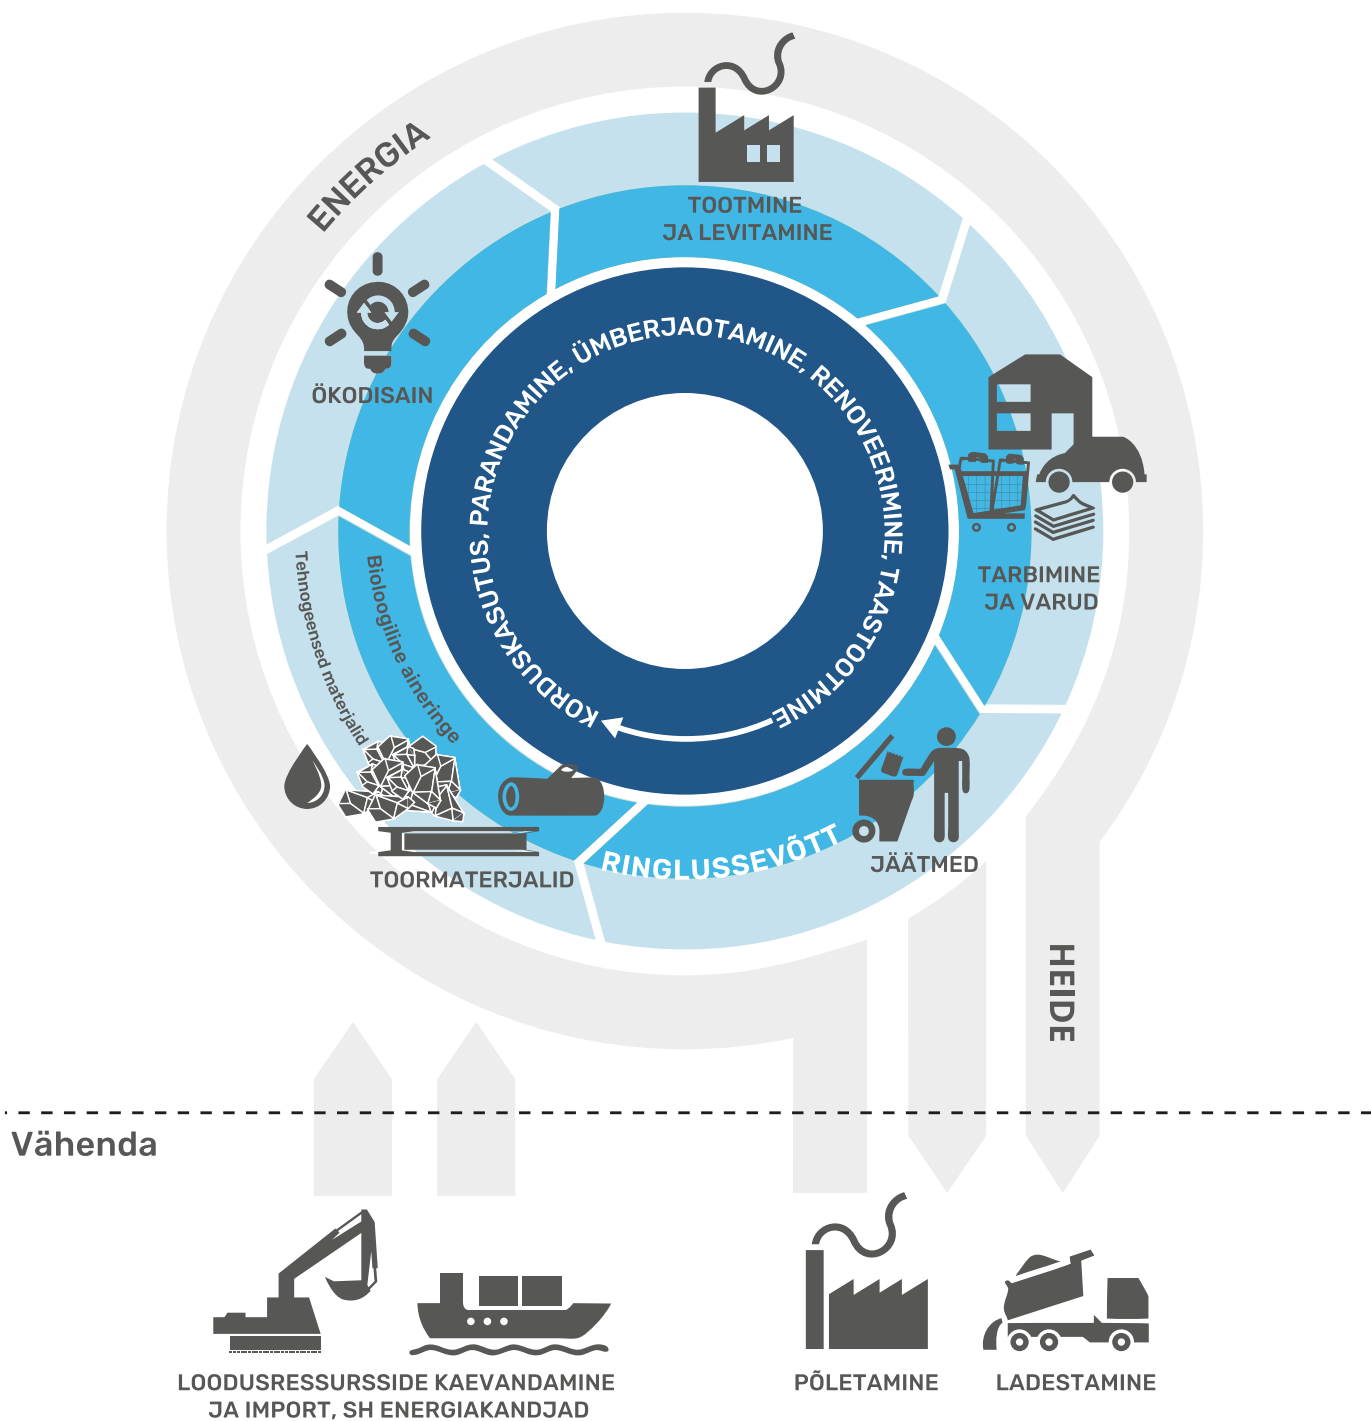 ENERGIA
TOOTMINE
JA LEVITAMINE
ÖKODISAIN
KORDUSKASUTUS, PARANDAMINE, ÜMBERJAOTAMINE, RENOVEERIMINE, TAASTOOTMINE
TARBIMINE
JA VARUD
Tehnogeensed materjalid
Bioloogiline aineringe
RINGLUSSEVÕTT
JÄÄTMED
TOORMATERJALID
HEIDE
Vähenda
LOODUSRESSURSSIDE KAEVANDAMINE
JA IMPORT, SH ENERGIAKANDJAD
PÕLETAMINE
LADESTAMINE